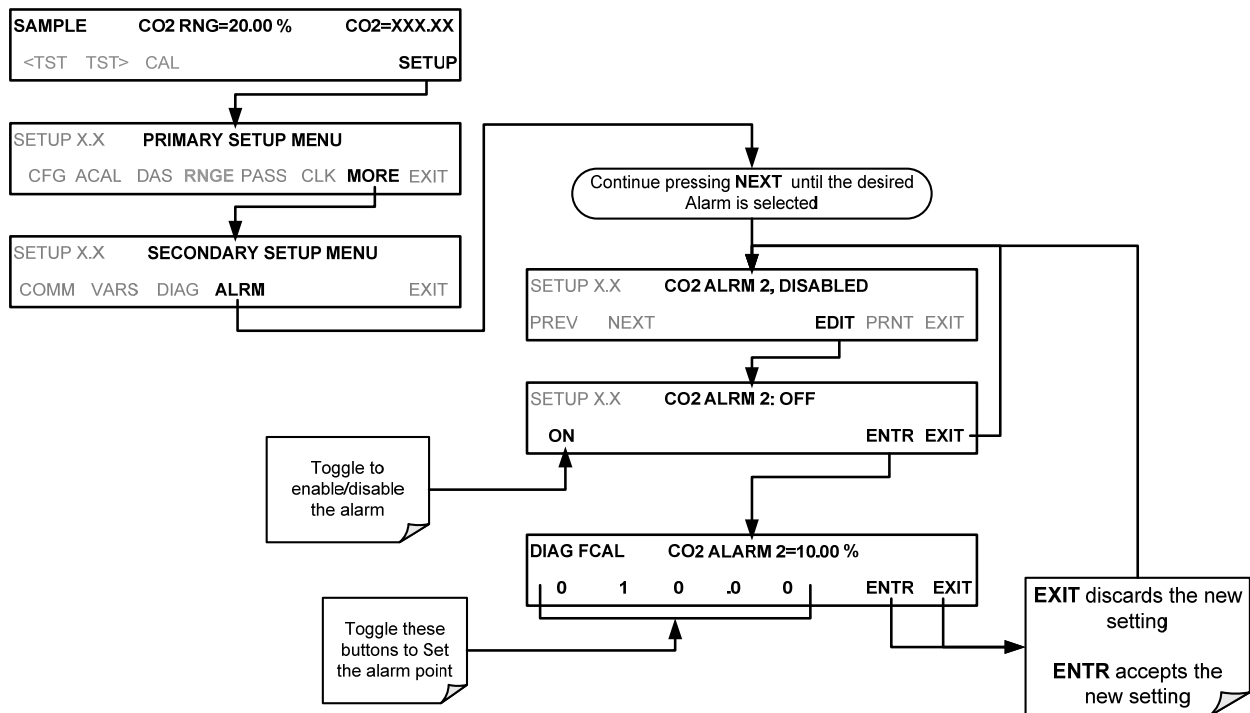 SAMPLE CO2 RNG=20.00 % CO2=XXX.XX
<TST TST> CAL SETUP
SETUP X.X PRIMARY SETUP MENU
CFG ACAL DAS RNGE PASS CLK MORE EXIT
SETUP X.X SECONDARY SETUP MENU
COMM VARS DIAG ALRM EXIT
Continue pressing NEXT until the desired
Alarm is selected
SETUP X.X CO2 ALRM 2, DISABLED
PREV NEXT EDIT PRNT EXIT
SETUP X.X CO2 ALRM 2: OFF
ON ENTR EXIT
Toggle to
enable/disable
the alarm
DIAG FCAL CO2 ALARM 2=10.00 %
0 1 0 .0 0 ENTR EXIT
Toggle these
buttons to Set
the alarm point
EXIT discards the new
setting
ENTR accepts the
new setting